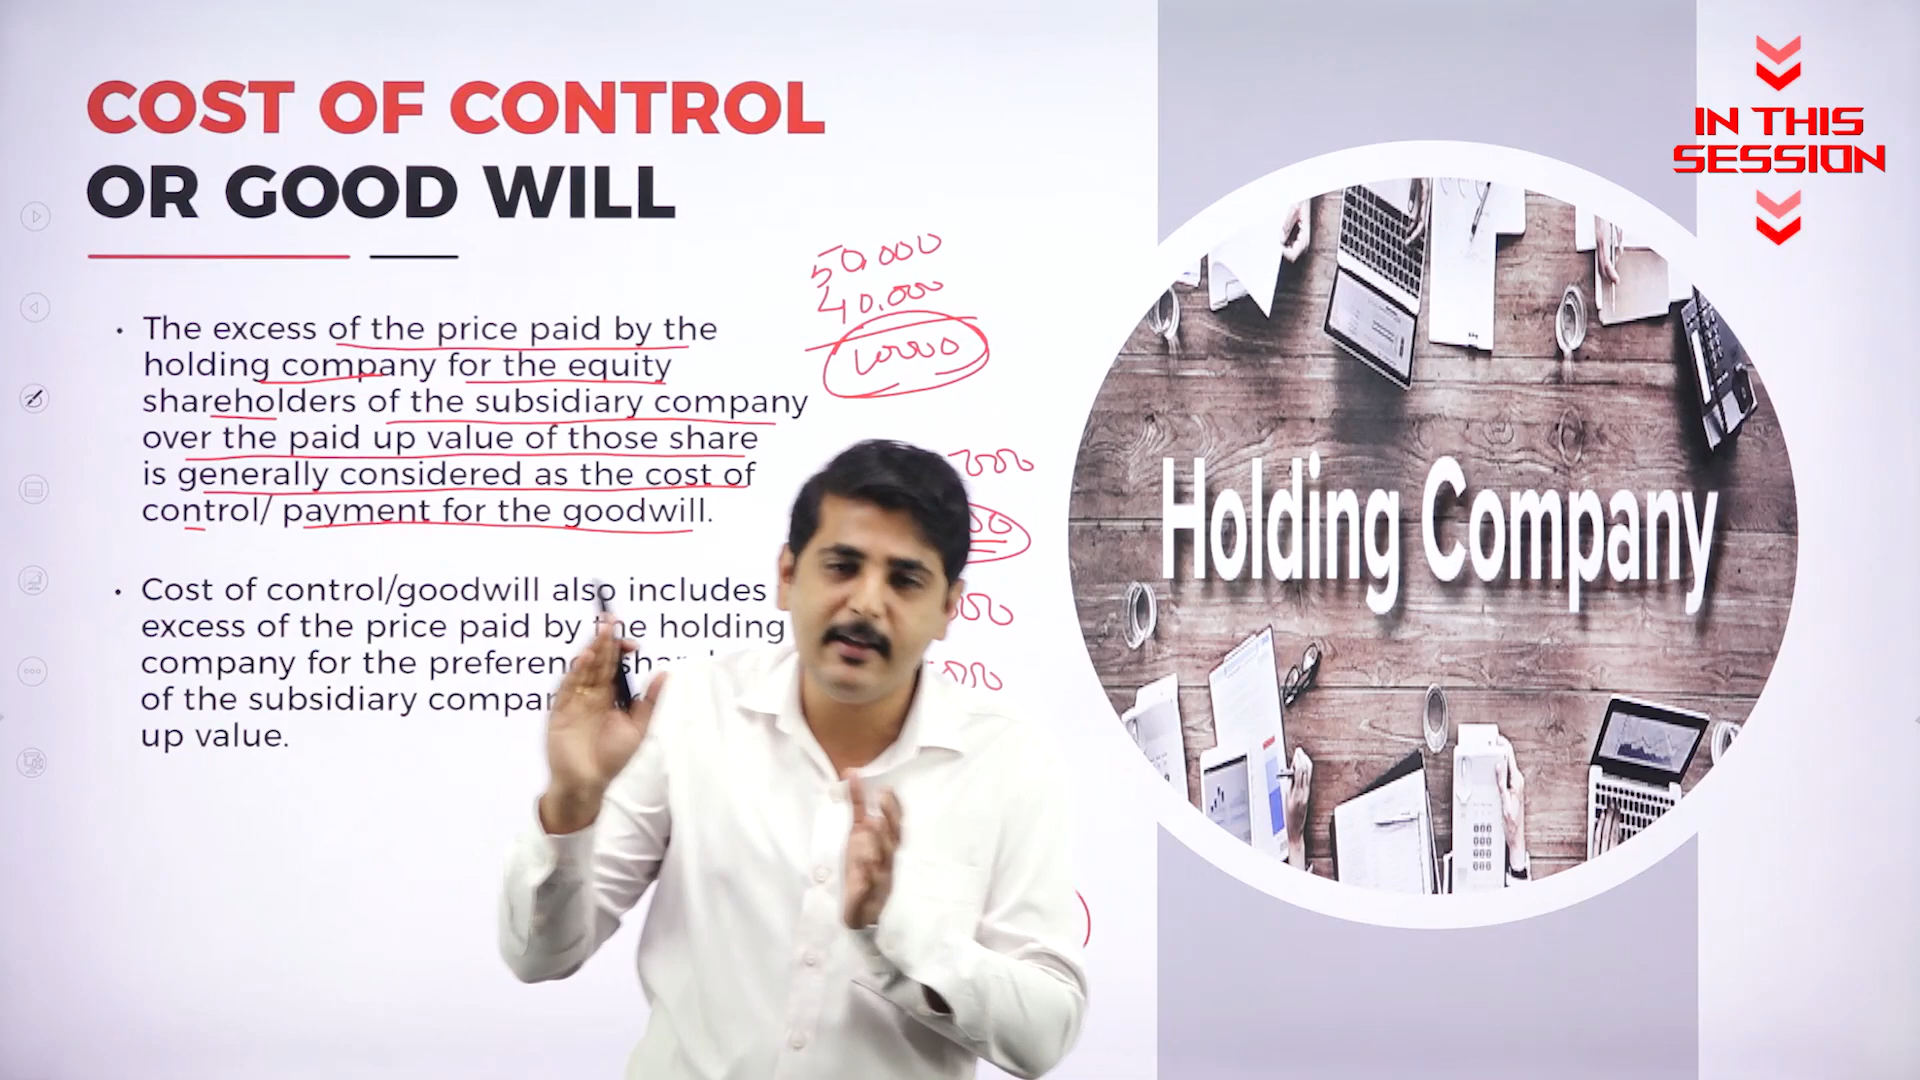 COST OF CONTROL
OR GOOD WILL
IN THIS
SESSION
• The excess of the price paid by the
holding company for the equity
shareholders of the subsidiary company
over the paid up value of those share
is generally considered as the cost of
control/ payment for the goodwill.
50,000
40,000
10000
• Cost of control/goodwill also includes
excess of the price paid by the holding
company for the
of the subsidiary
up value.
Holding Company